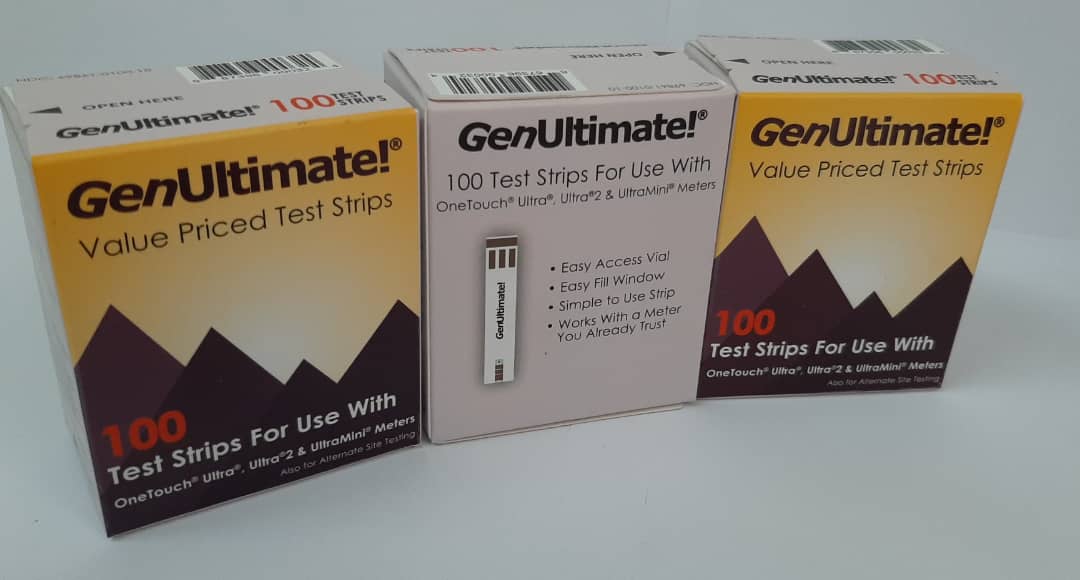 OPEN HERE
GenUltimate!® 100 TEST STRIPS
GenUltimate!®
Value Priced Test Strips
100
Test Strips For Use With
OneTouch® Ultra®, Ultra®2 & UltraMini® Meters
Also for Alternate Site Testing
OPEN HERE
GenUltimate!®
100 Test Strips For Use With
OneTouch® Ultra®, Ultra®2 & UltraMini® Meters
GenUltimate!
• Easy Access Vial
• Easy Fill Window
• Simple to Use Strip
• Works With a Meter
You Already Trust
OPEN HERE
GenUltimate!® 100 TEST STRIPS
GenUltimate!®
Value Priced Test Strips
100
Test Strips For Use With
OneTouch® Ultra®, Ultra®2 & UltraMini® Meters
Also for Alternate Site Testing